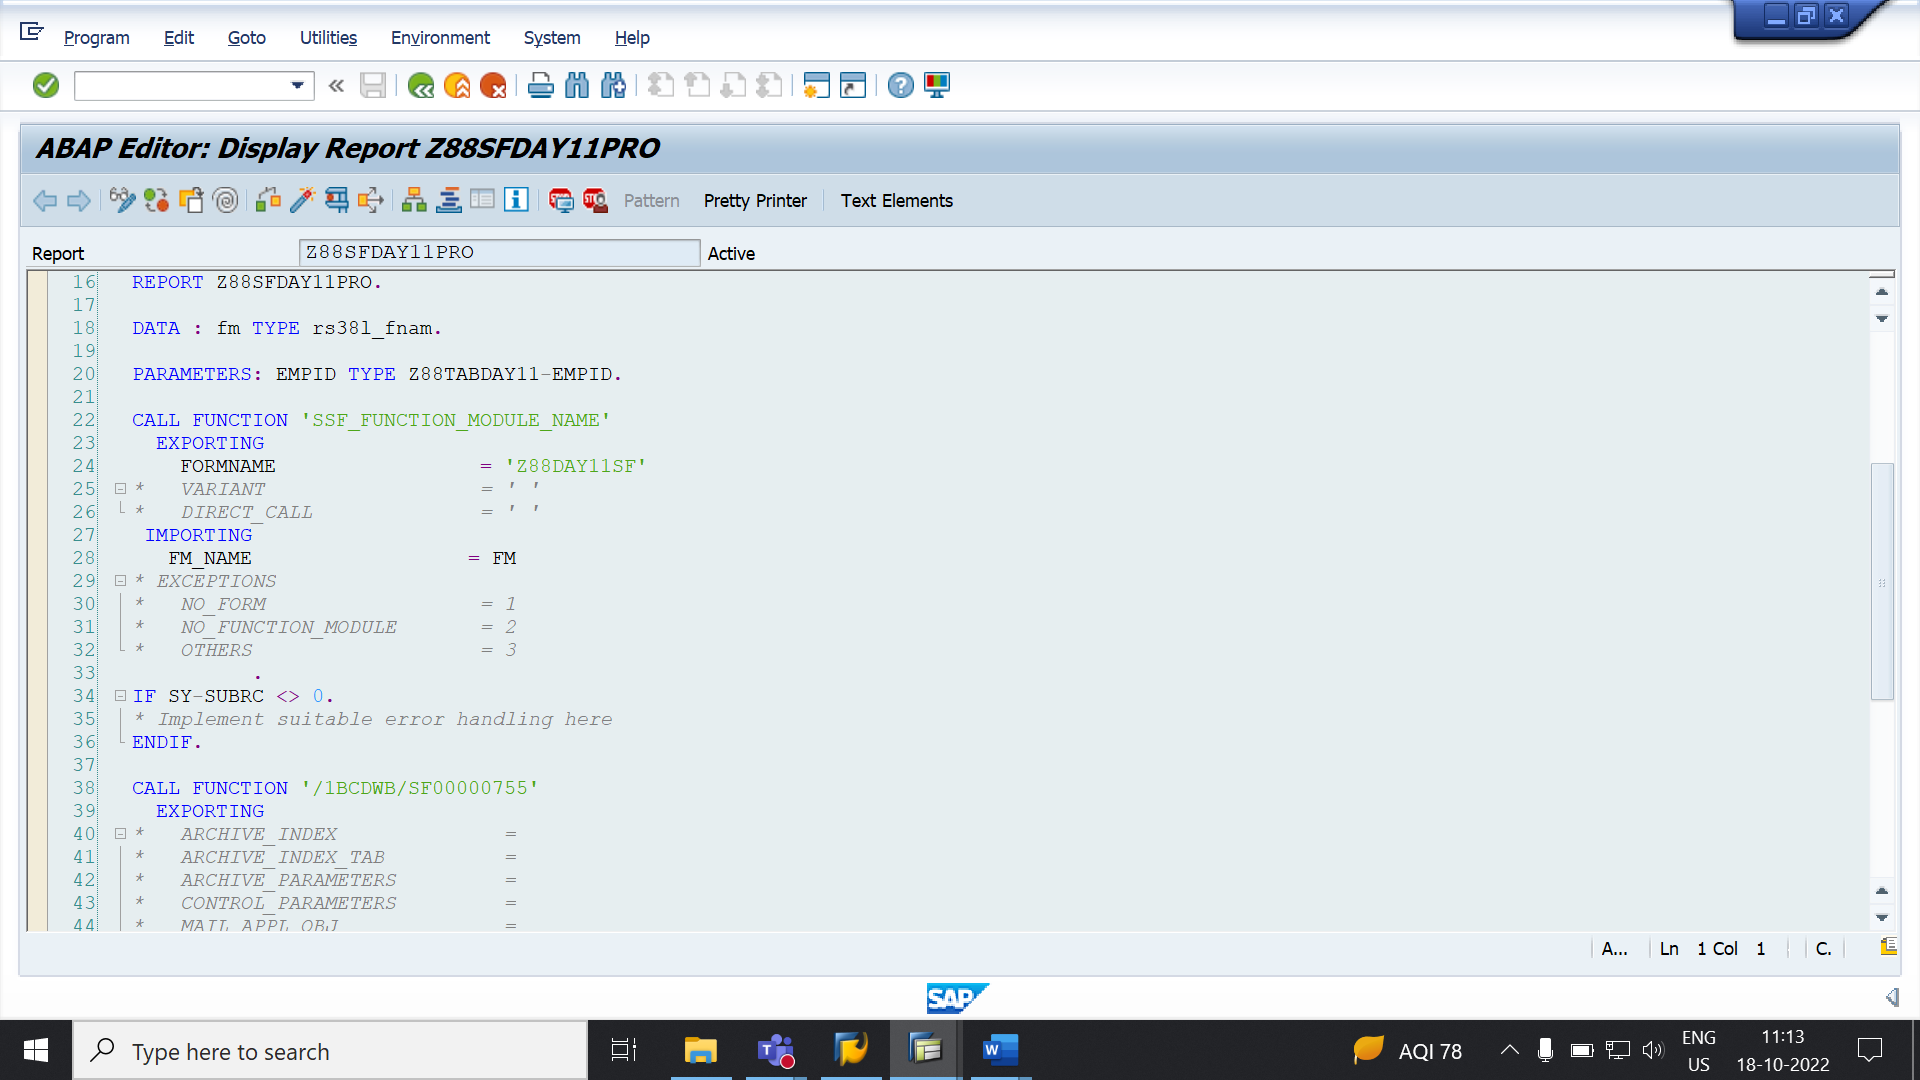 Program Edit Goto Utilities Environment System Help
ABAP Editor: Display Report Z88SFDAY11PRO
Pattern Pretty Printer Text Elements
Report Z88SFDAY11PRO Active
16 REPORT Z88SFDAY11PRO.
17
18 DATA : fm TYPE rs38l_fnam.
19
20 PARAMETERS: EMPID TYPE Z88TABDAY11-EMPID.
21
22 CALL FUNCTION 'SSF_FUNCTION_MODULE_NAME'
23 EXPORTING
24 FORMNAME = 'Z88DAY11SF'
25 * VARIANT = ' '
26 * DIRECT_CALL = ' '
27 IMPORTING
28 FM_NAME = FM
29 * EXCEPTIONS
30 * NO_FORM = 1
31 * NO_FUNCTION_MODULE = 2
32 * OTHERS = 3
33 .
34 IF SY-SUBRC <> 0.
35 * Implement suitable error handling here
36 ENDIF.
37
38 CALL FUNCTION '/1BCDWB/SF00000755'
39 EXPORTING
40 * ARCHIVE_INDEX =
41 * ARCHIVE_INDEX_TAB =
42 * ARCHIVE_PARAMETERS =
43 * CONTROL_PARAMETERS =
44 * MAIL_APPL_OBJ =
A... Ln 1 Col 1 C.
SAP
Type here to search AQI 78 ENG 11:13
US 18-10-2022